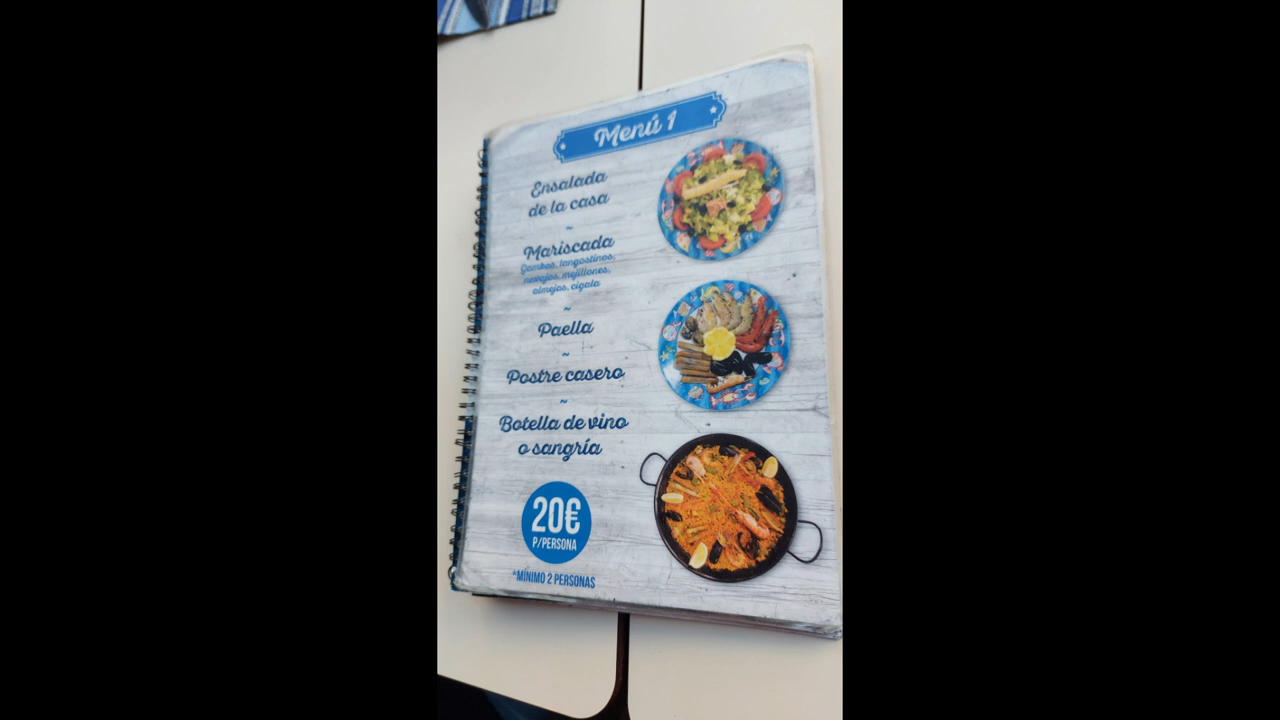 Menú 1
Ensalada
de la casa
~
Mariscada
Gambas, langostinos,
navajas, mejillones,
almejas, cigala
~
Paella
~
Postre casero
~
Botella de vino
o sangría
20€
P/PERSONA
*MÍNIMO 2 PERSONAS